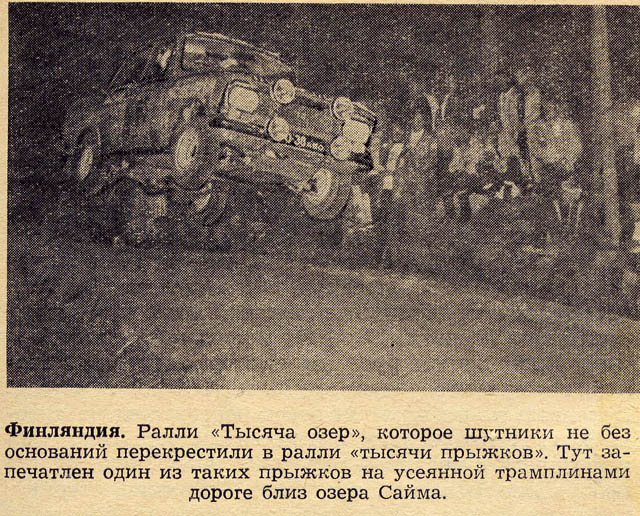 Финляндия. Ралли «Тысяча озер», которое шутники не без
оснований перекрестили в ралли «тысячи прыжков». Тут за-
печатлен один из таких прыжков на усеянной трамплинами
дороге близ озера Сайма.